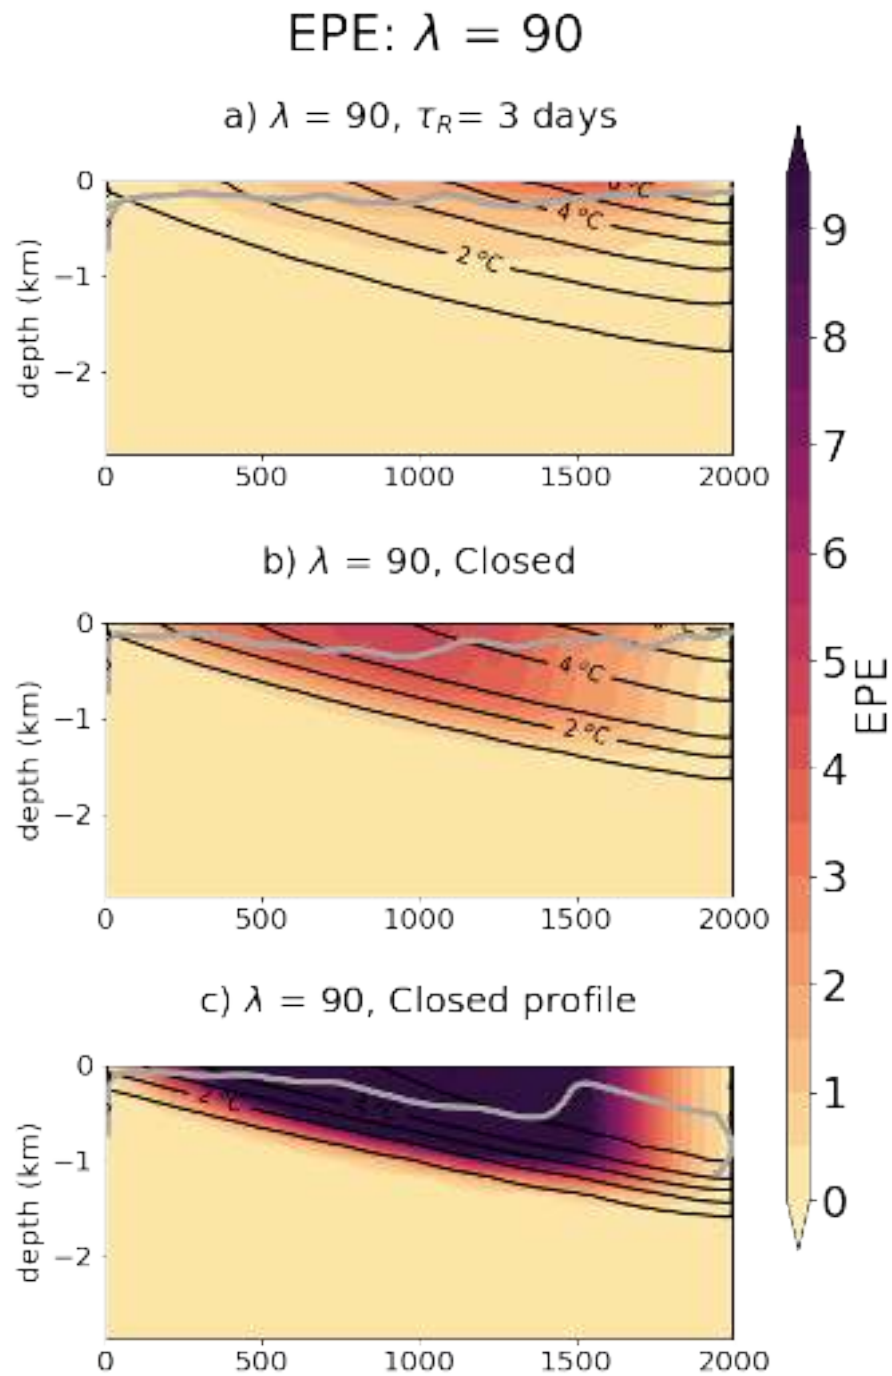 EPE: λ = 90
a) λ = 90, τR= 3 days
0
−1
−2
depth (km)
4 °C
2 °C
0 500 1000 1500 2000
b) λ = 90, Closed
0
−1
−2
depth (km)
4 °C
2 °C
0 500 1000 1500 2000
c) λ = 90, Closed profile
0
−1
−2
depth (km)
2 °C
0 500 1000 1500 2000
9
8
7
6
5
4
3
2
1
0
EPE